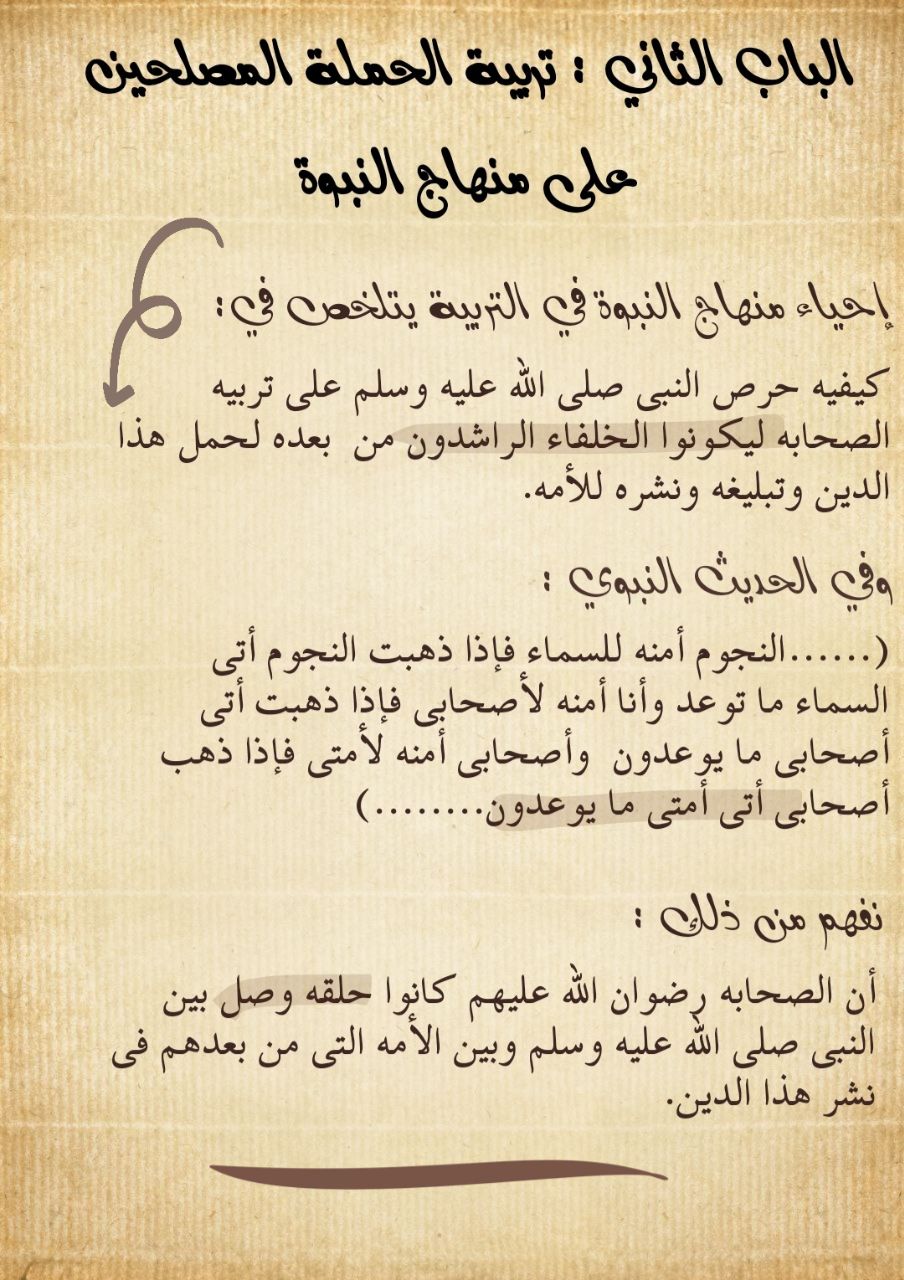 الباب الثاني : تربية الحملة المصلحين
على منهاج النبوة
إحياء منهاج النبوة في التربية يتلخص في:
كيفيه حرص النبى صلى الله عليه وسلم على تربيه
الصحابه ليكونوا الخلفاء الراشدون من بعده لحمل هذا
الدين وتبليغه ونشره للأمه.
وفي الحديث النبوي :
(......النجوم أمنه للسماء فإذا ذهبت النجوم أتى
السماء ما توعد وأنا أمنه لأصحابى فإذا ذهبت أتى
أصحابى ما يوعدون وأصحابى أمنه لأمتى فإذا ذهب
أصحابى أتى أمتى ما يوعدون........)
نفهم من ذلك :
أن الصحابه رضوان الله عليهم كانوا حلقه وصل بين
النبى صلى الله عليه وسلم وبين الأمه التى من بعدهم فى
نشر هذا الدين.